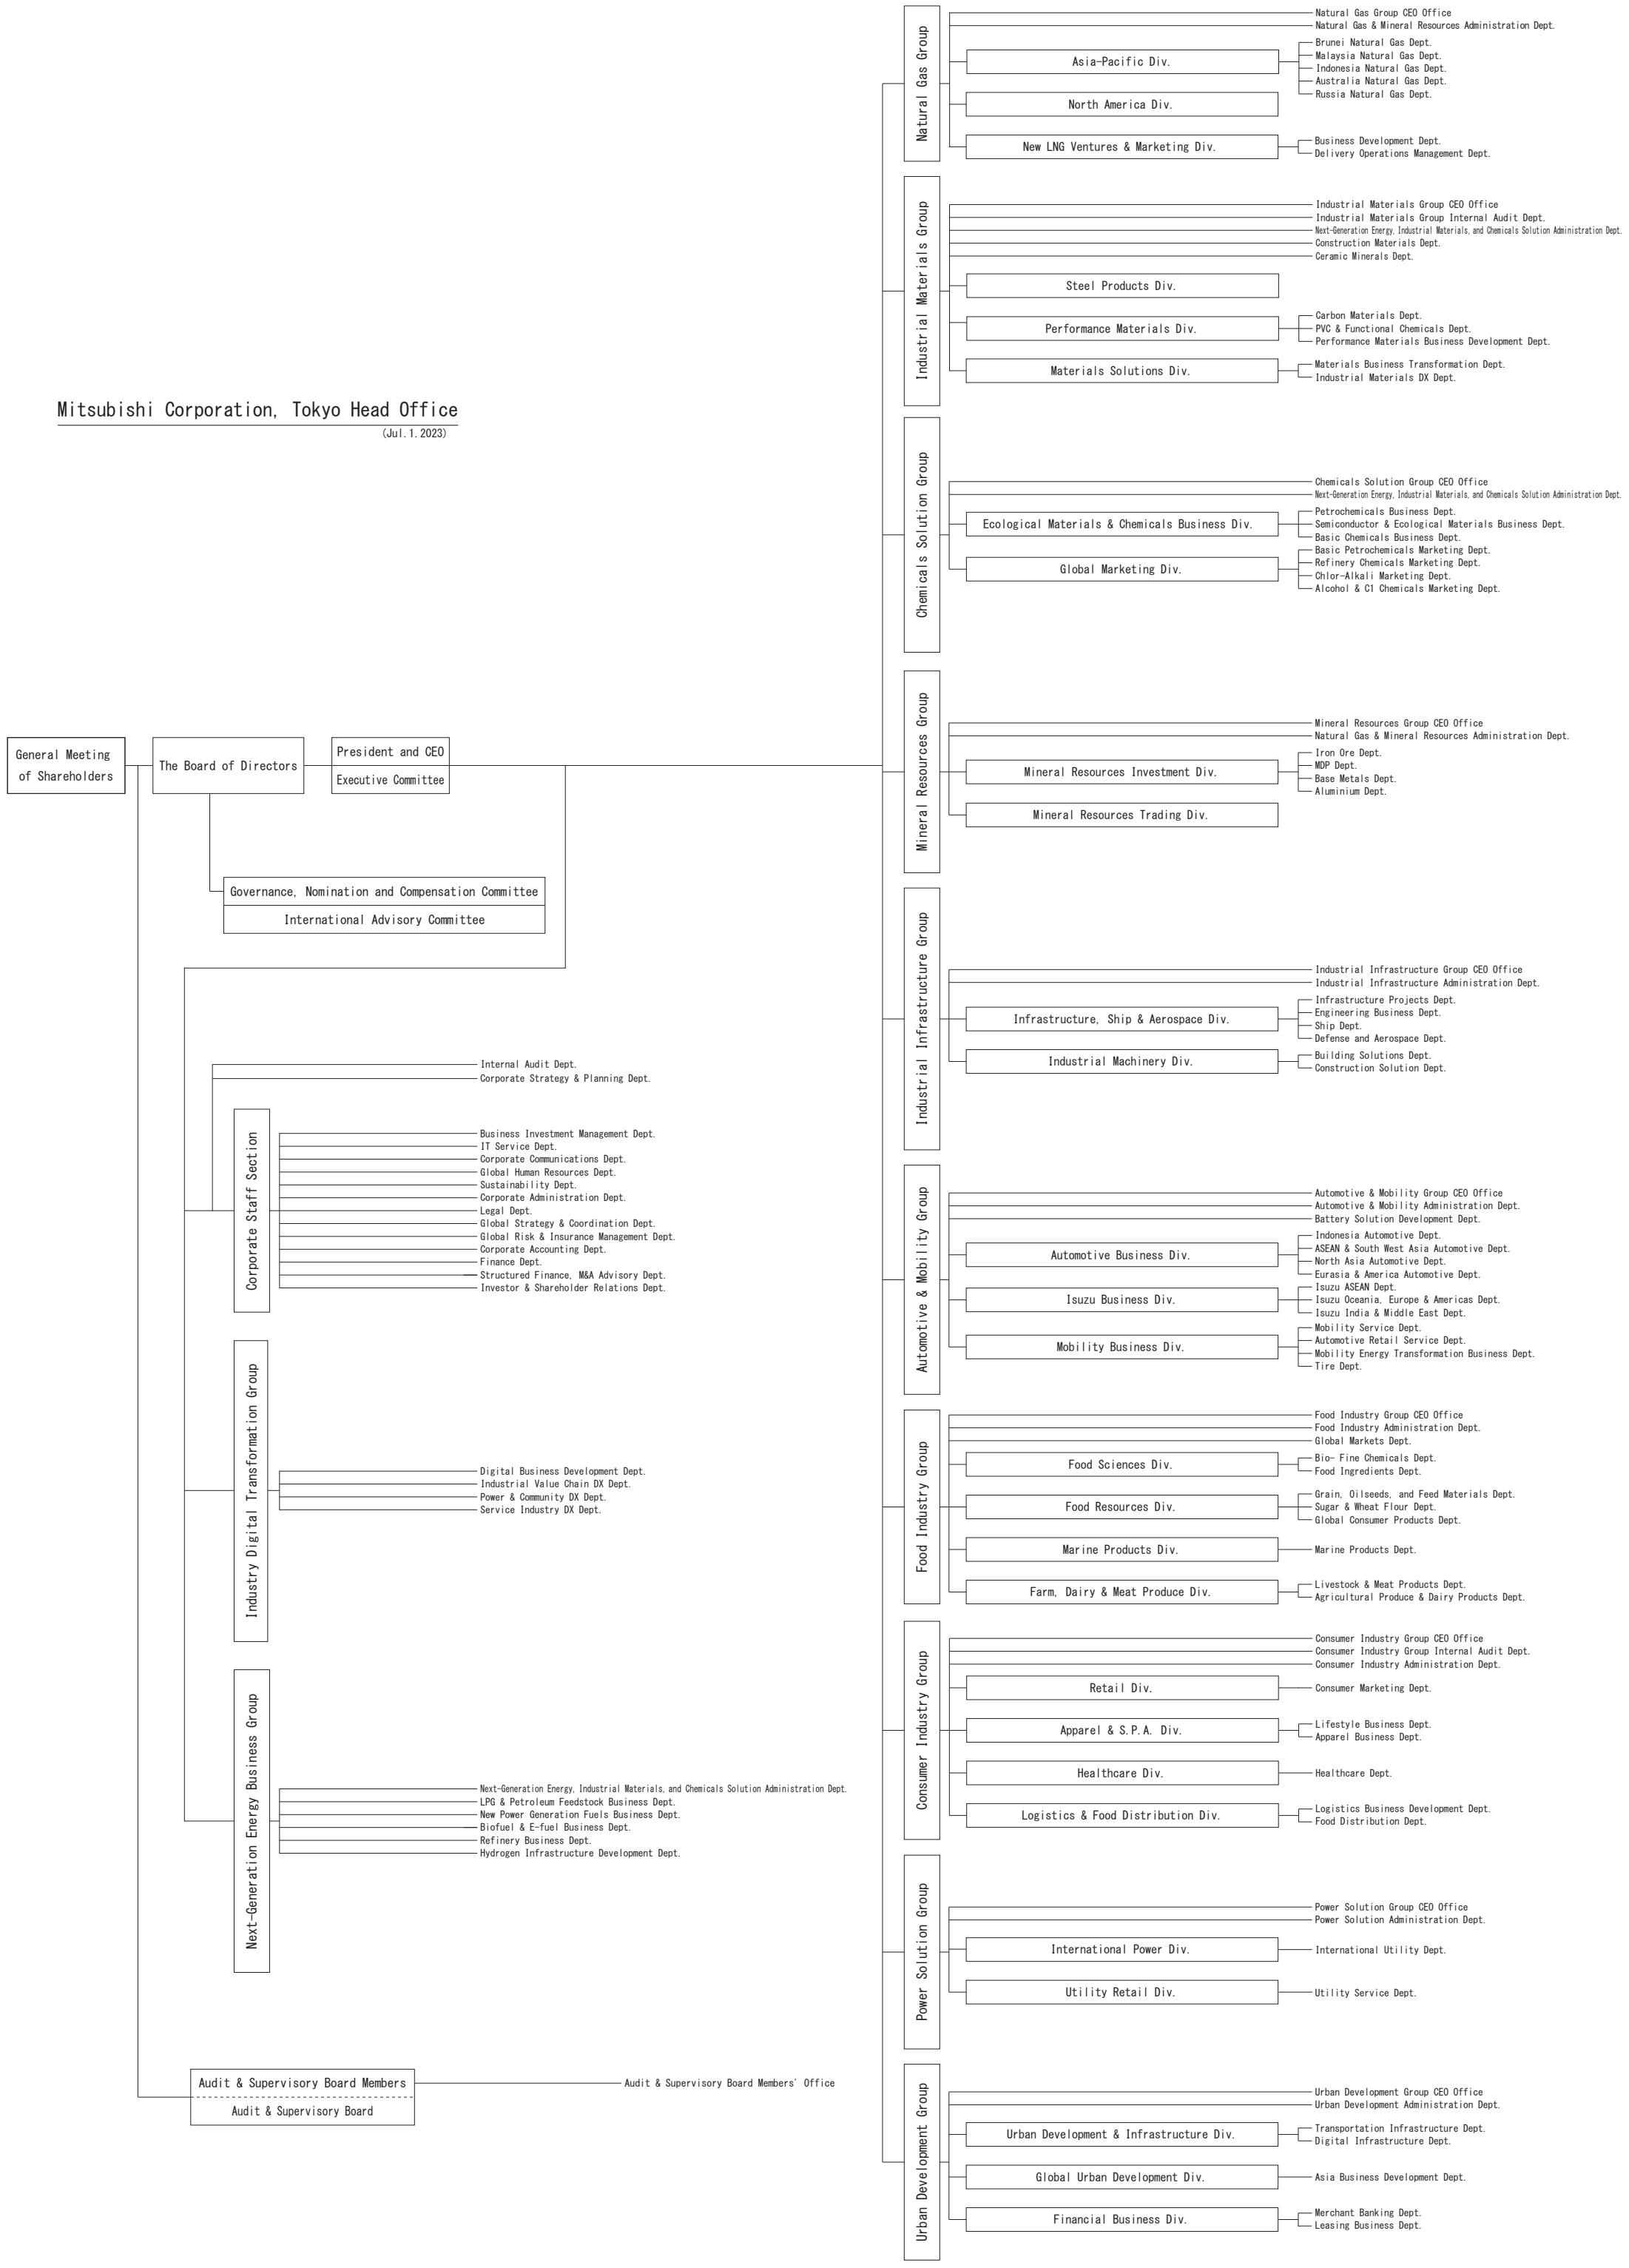 Mitsubishi Corporation, Tokyo Head Office
(Jul.1.2023)
General Meeting
of Shareholders
The Board of Directors
President and CEO
Executive Committee
Governance, Nomination and Compensation Committee
International Advisory Committee
Internal Audit Dept.
Corporate Strategy & Planning Dept.
Corporate Staff Section
Business Investment Management Dept.
IT Service Dept.
Corporate Communications Dept.
Global Human Resources Dept.
Sustainability Dept.
Corporate Administration Dept.
Legal Dept.
Global Strategy & Coordination Dept.
Global Risk & Insurance Management Dept.
Corporate Accounting Dept.
Finance Dept.
Structured Finance, M&A Advisory Dept.
Investor & Shareholder Relations Dept.
Industry Digital Transformation Group
Digital Business Development Dept.
Industrial Value Chain DX Dept.
Power & Community DX Dept.
Service Industry DX Dept.
Next-Generation Energy Business Group
Next-Generation Energy, Industrial Materials, and Chemicals Solution Administration Dept.
LPG & Petroleum Feedstock Business Dept.
New Power Generation Fuels Business Dept.
Biofuel & E-fuel Business Dept.
Refinery Business Dept.
Hydrogen Infrastructure Development Dept.
Audit & Supervisory Board Members
Audit & Supervisory Board
Audit & Supervisory Board Members' Office
Natural Gas Group
Natural Gas Group CEO Office
Natural Gas & Mineral Resources Administration Dept.
Asia-Pacific Div.
Brunei Natural Gas Dept.
Malaysia Natural Gas Dept.
Indonesia Natural Gas Dept.
Australia Natural Gas Dept.
Russia Natural Gas Dept.
North America Div.
New LNG Ventures & Marketing Div.
Business Development Dept.
Delivery Operations Management Dept.
Industrial Materials Group
Industrial Materials Group CEO Office
Industrial Materials Group Internal Audit Dept.
Next-Generation Energy, Industrial Materials, and Chemicals Solution Administration Dept.
Construction Materials Dept.
Ceramic Minerals Dept.
Steel Products Div.
Performance Materials Div.
Carbon Materials Dept.
PVC & Functional Chemicals Dept.
Performance Materials Business Development Dept.
Materials Solutions Div.
Materials Business Transformation Dept.
Industrial Materials DX Dept.
Chemicals Solution Group
Chemicals Solution Group CEO Office
Next-Generation Energy, Industrial Materials, and Chemicals Solution Administration Dept.
Ecological Materials & Chemicals Business Div.
Petrochemicals Business Dept.
Semiconductor & Ecological Materials Business Dept.
Basic Chemicals Business Dept.
Global Marketing Div.
Basic Petrochemicals Marketing Dept.
Refinery Chemicals Marketing Dept.
Chlor-Alkali Marketing Dept.
Alcohol & C1 Chemicals Marketing Dept.
Mineral Resources Group
Mineral Resources Group CEO Office
Natural Gas & Mineral Resources Administration Dept.
Mineral Resources Investment Div.
Iron Ore Dept.
MDP Dept.
Base Metals Dept.
Aluminium Dept.
Mineral Resources Trading Div.
Industrial Infrastructure Group
Industrial Infrastructure Group CEO Office
Industrial Infrastructure Administration Dept.
Infrastructure, Ship & Aerospace Div.
Infrastructure Projects Dept.
Engineering Business Dept.
Ship Dept.
Defense and Aerospace Dept.
Industrial Machinery Div.
Building Solutions Dept.
Construction Solution Dept.
Automotive & Mobility Group
Automotive & Mobility Group CEO Office
Automotive & Mobility Administration Dept.
Battery Solution Development Dept.
Automotive Business Div.
Indonesia Automotive Dept.
ASEAN & South West Asia Automotive Dept.
North Asia Automotive Dept.
Eurasia & America Automotive Dept.
Isuzu Business Div.
Isuzu ASEAN Dept.
Isuzu Oceania, Europe & Americas Dept.
Isuzu India & Middle East Dept.
Mobility Business Div.
Mobility Service Dept.
Automotive Retail Service Dept.
Mobility Energy Transformation Business Dept.
Tire Dept.
Food Industry Group
Food Industry Group CEO Office
Food Industry Administration Dept.
Global Markets Dept.
Food Sciences Div.
Bio- Fine Chemicals Dept.
Food Ingredients Dept.
Food Resources Div.
Grain, Oilseeds, and Feed Materials Dept.
Sugar & Wheat Flour Dept.
Global Consumer Products Dept.
Marine Products Div.
Marine Products Dept.
Farm, Dairy & Meat Produce Div.
Livestock & Meat Products Dept.
Agricultural Produce & Dairy Products Dept.
Consumer Industry Group
Consumer Industry Group CEO Office
Consumer Industry Group Internal Audit Dept.
Consumer Industry Administration Dept.
Retail Div.
Consumer Marketing Dept.
Apparel & S.P.A. Div.
Lifestyle Business Dept.
Apparel Business Dept.
Healthcare Div.
Healthcare Dept.
Logistics & Food Distribution Div.
Logistics Business Development Dept.
Food Distribution Dept.
Power Solution Group
Power Solution Group CEO Office
Power Solution Administration Dept.
International Power Div.
International Utility Dept.
Utility Retail Div.
Utility Service Dept.
Urban Development Group
Urban Development Group CEO Office
Urban Development Administration Dept.
Urban Development & Infrastructure Div.
Transportation Infrastructure Dept.
Digital Infrastructure Dept.
Global Urban Development Div.
Asia Business Development Dept.
Financial Business Div.
Merchant Banking Dept.
Leasing Business Dept.